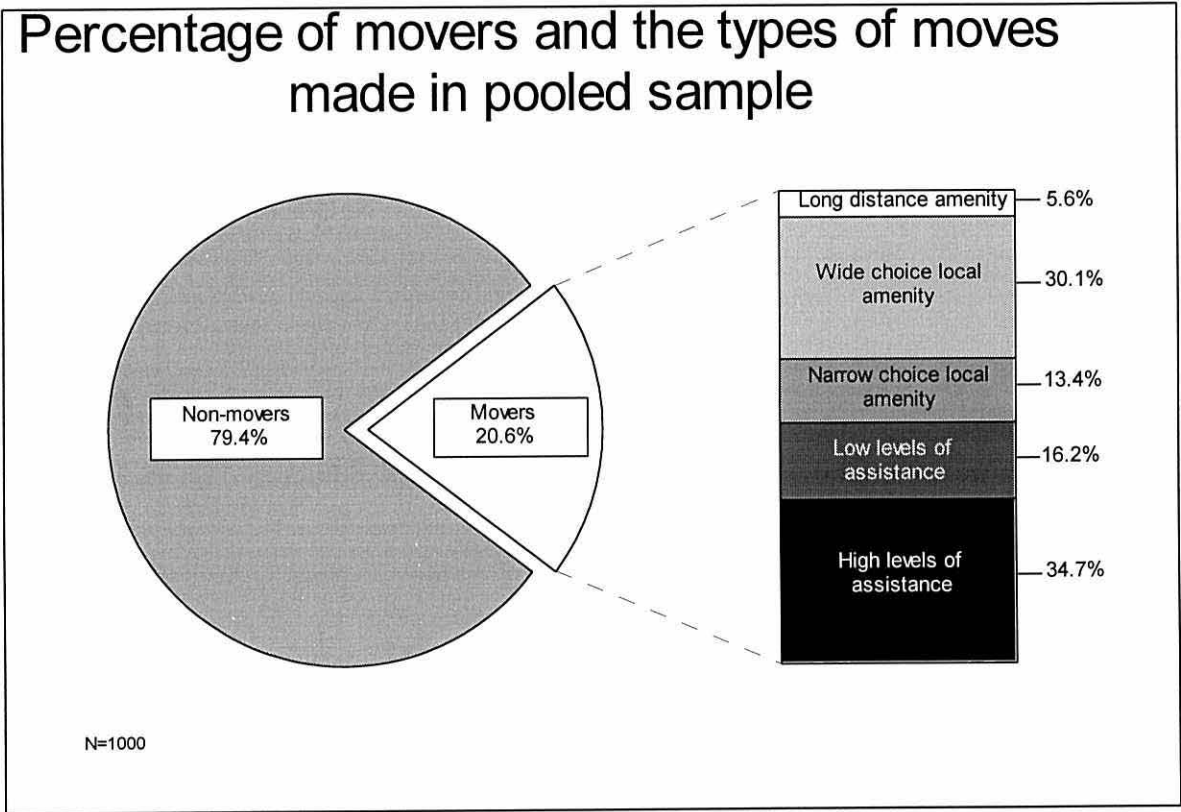 Percentage of movers and the types of moves
made in pooled sample
Non-movers
79.4%
Movers
20.6%
Long distance amenity
5.6%
Wide choice local
amenity
30.1%
Narrow choice local
amenity
13.4%
Low levels of
assistance
16.2%
High levels of
assistance
34.7%
N=1000